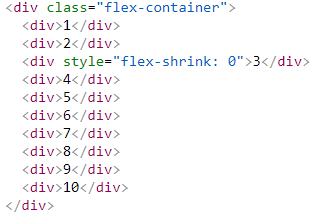 <div class="flex-container">
  <div>1</div>
  <div>2</div>
  <div style="flex-shrink: 0">3</div>
  <div>4</div>
  <div>5</div>
  <div>6</div>
  <div>7</div>
  <div>8</div>
  <div>9</div>
  <div>10</div>
</div>